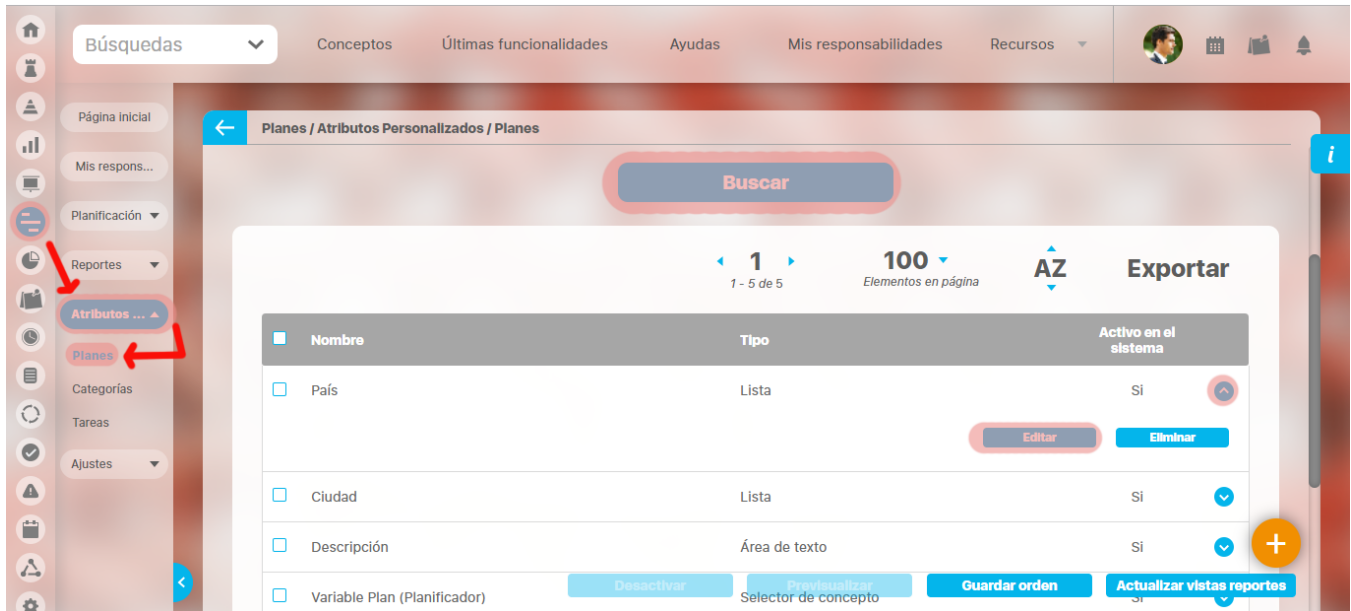 Búsquedas
Conceptos
Últimas funcionalidades
Ayudas
Mis responsabilidades
Recursos
Página inicial
Mis respons...
Planificación
Reportes
Atributos ...
Planes
Categorías
Tareas
Ajustes
Planes / Atributos Personalizados / Planes
i
Buscar
1
1 - 5 de 5
100
Elementos en página
AZ
Exportar
Nombre
Tipo
Activo en el
sistema
País
Lista
Si
Editar
Eliminar
Ciudad
Lista
Si
Descripción
Área de texto
Si
+
Variable Plan (Planificador)
Selector de concepto
Si
Desactivar
Previsualizar
Guardar orden
Actualizar vistas reportes